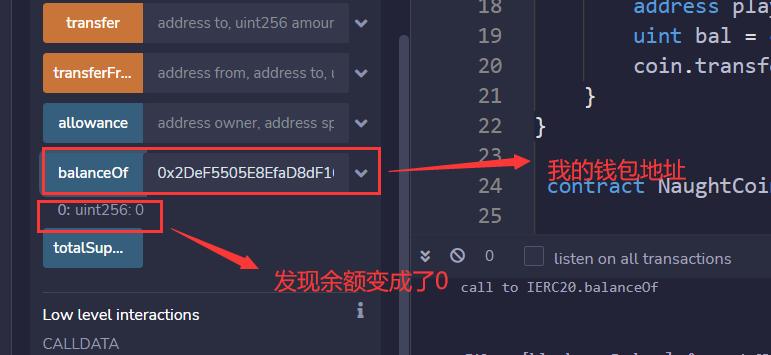 transfer
address to, uint256 amour
transferFr...
address from, address to, u
allowance
address owner, address sp
balanceOf
0x2DeF5505E8EfaD8dF1
0: uint256: 0
totalSup...
Low level interactions
CALLDATA
18 address play
19 uint bal =
20 coin.transfe
21 }
22 }
23
我的钱包地址
24 contract NaughtCoin
25
发现余额变成了0
0
listen on all transactions
call to IERC20.balanceOf